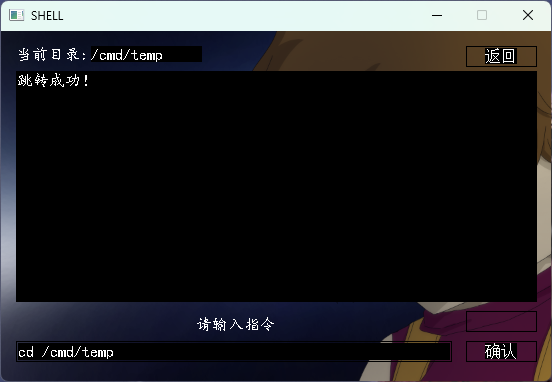 SHELL
当前目录:/cmd/temp
返回
跳转成功!
请输入指令
cd /cmd/temp
确认